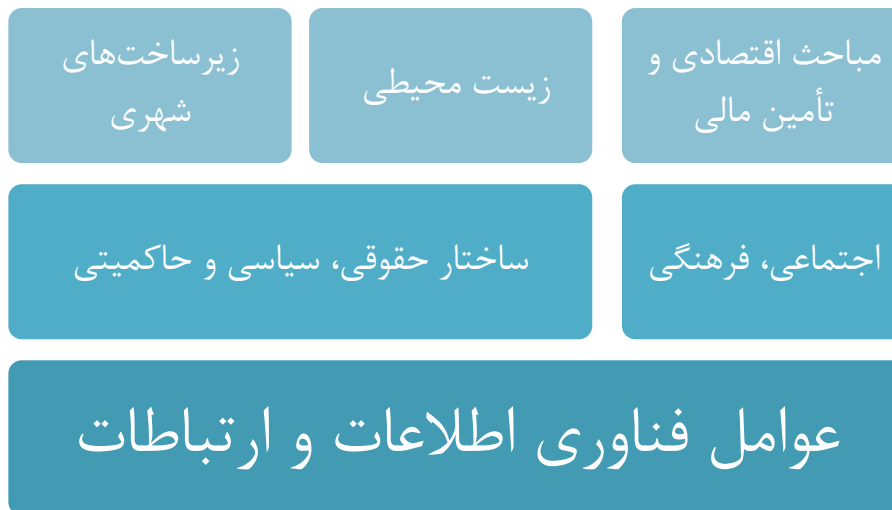 مباحث اقتصادی و
تأمین مالی
زیست محیطی
زیرساخت‌های
شهری
اجتماعی، فرهنگی
ساختار حقوقی، سیاسی و حاکمیتی
عوامل فناوری اطلاعات و ارتباطات